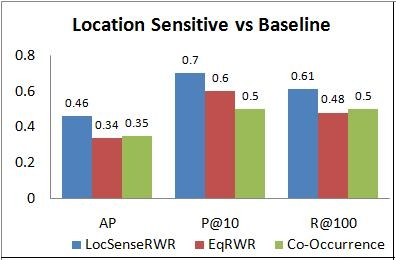 Location Sensitive vs Baseline
0.8
0.6
0.4
0.2
0
0.46 0.34 0.35
0.7 0.6 0.5
0.61 0.48 0.5
AP P@10 R@100
LocSenseRWR EqRWR Co-Occurrence